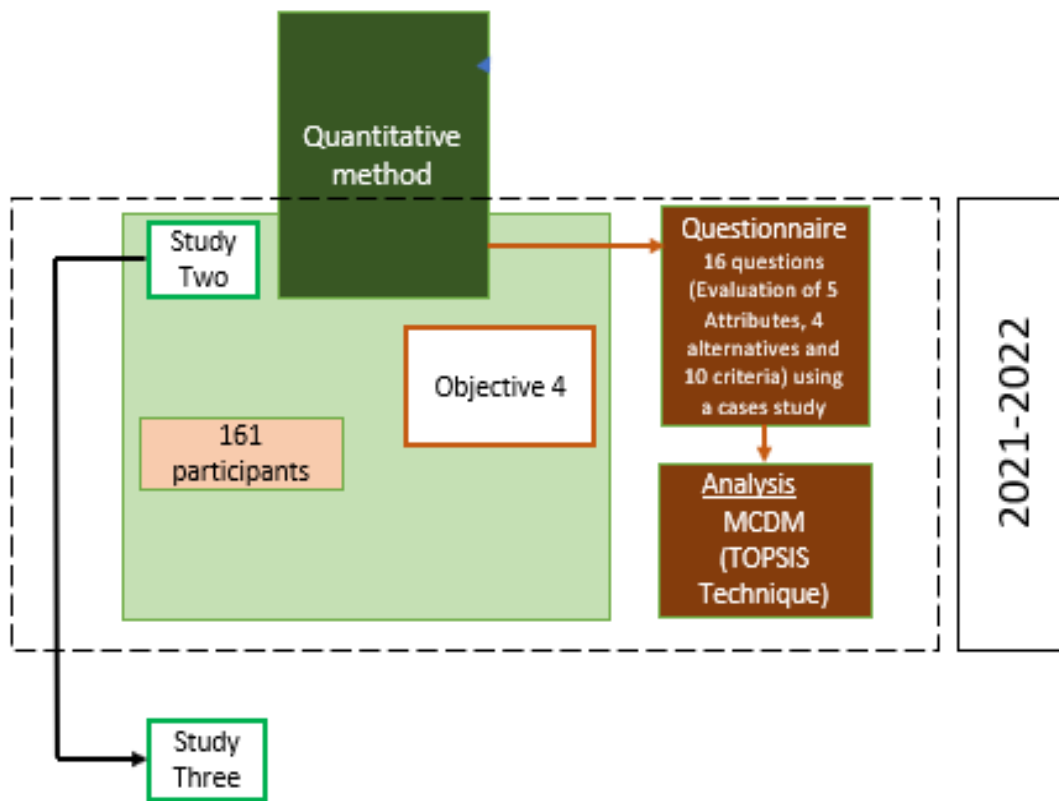 Quantitative
method
Study
Two
Objective 4
161
participants
Questionnaire
16 questions
(Evaluation of 5
Attributes, 4
alternatives and
10 criteria) using
a cases study
Analysis
MCDM
(TOPSIS
Technique)
2021-2022
Study
Three